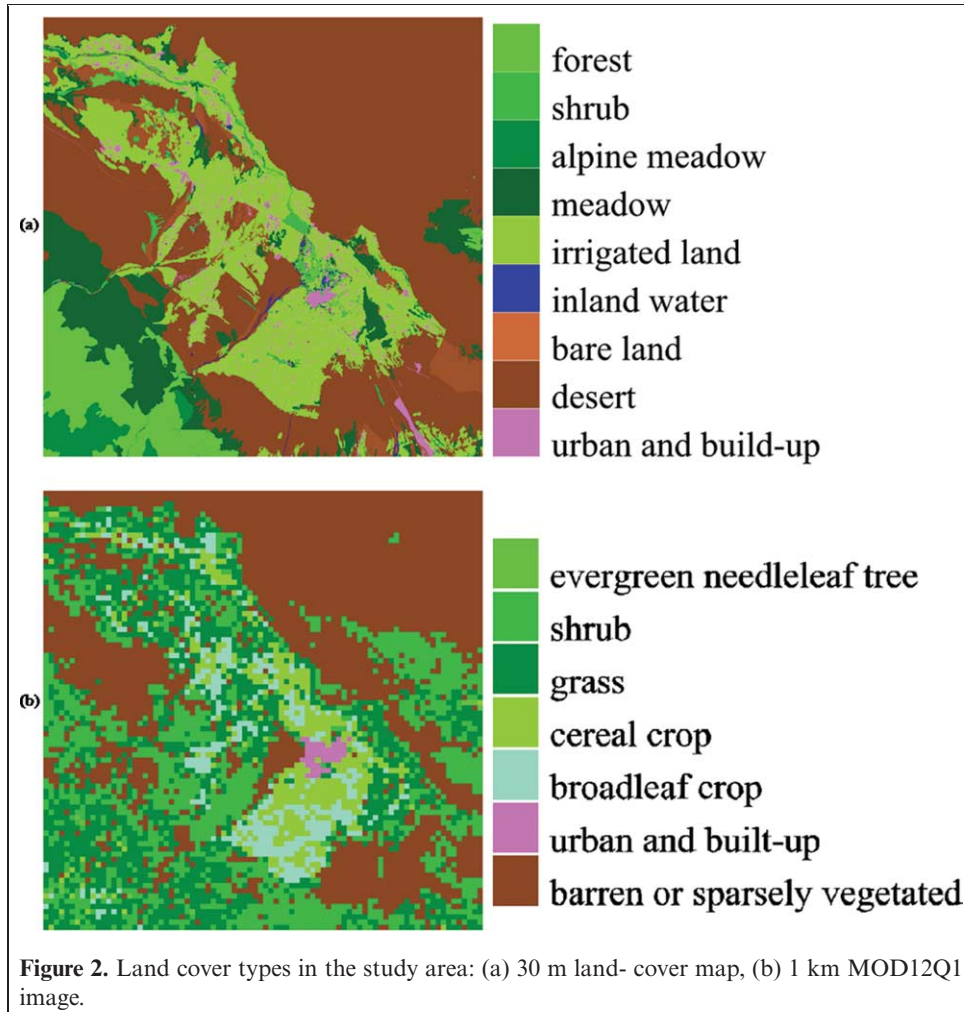 forest
shrub
alpine meadow
meadow
(a)
irrigated land
inland water
bare land
desert
urban and build-up
evergreen needleleaf tree
shrub
grass
(b)
cereal crop
broadleaf crop
urban and built-up
barren or sparsely vegetated
Figure 2. Land cover types in the study area: (a) 30 m land- cover map, (b) 1 km MOD12Q1
image.